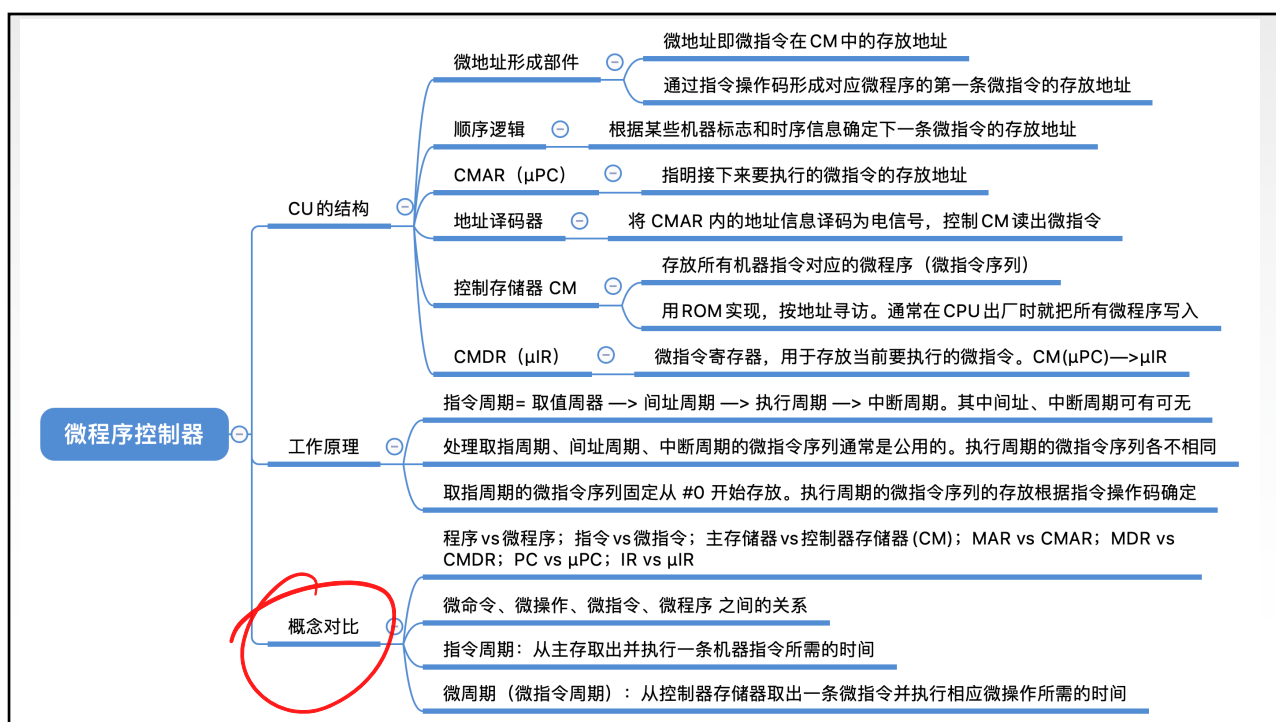 微地址形成部件
微地址即微指令在CM中的存放地址
通过指令操作码形成对应微程序的第一条微指令的存放地址
顺序逻辑
根据某些机器标志和时序信息确定下一条微指令的存放地址
CMAR（μPC）
指明接下来要执行的微指令的存放地址
CU的结构
地址译码器
将 CMAR 内的地址信息译码为电信号，控制CM读出微指令
控制存储器 CM
存放所有机器指令对应的微程序（微指令序列）
用ROM实现，按地址寻访。通常在CPU出厂时就把所有微程序写入
CMDR（μIR）
微指令寄存器，用于存放当前要执行的微指令。CM(μPC)—>μIR
微程序控制器
工作原理
指令周期= 取值周器 —> 间址周期 —> 执行周期 —> 中断周期。其中间址、中断周期可有可无
处理取指周期、间址周期、中断周期的微指令序列通常是公用的。执行周期的微指令序列各不相同
取指周期的微指令序列固定从 #0 开始存放。执行周期的微指令序列的存放根据指令操作码确定
概念对比
程序vs微程序；指令vs微指令；主存储器vs控制器存储器(CM)；MAR vs CMAR；MDR vs
CMDR；PC vs μPC；IR vs μIR
微命令、微操作、微指令、微程序 之间的关系
指令周期：从主存取出并执行一条机器指令所需的时间
微周期（微指令周期）：从控制器存储器取出一条微指令并执行相应微操作所需的时间